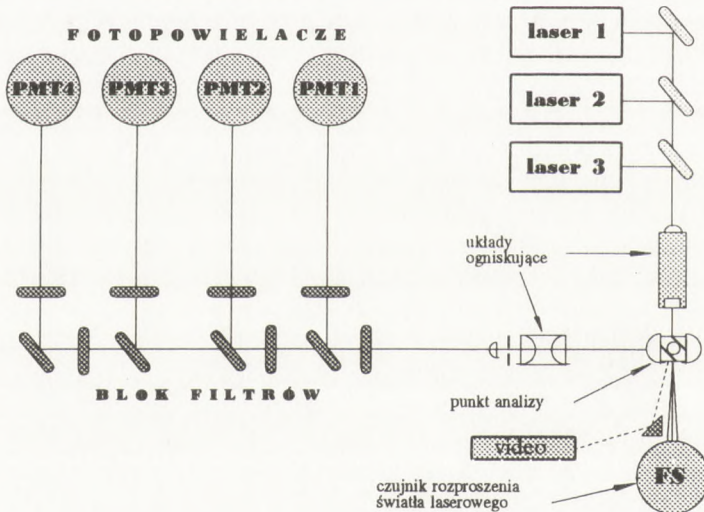 FOTOPOWIELACZE
PMT4 PMT3 PMT2 PMT1
laser 1
laser 2
laser 3
układy
ogniskujące
BLOK FILTRÓW
punkt analizy
video
czujnik rozproszenia
światła laserowego
FS